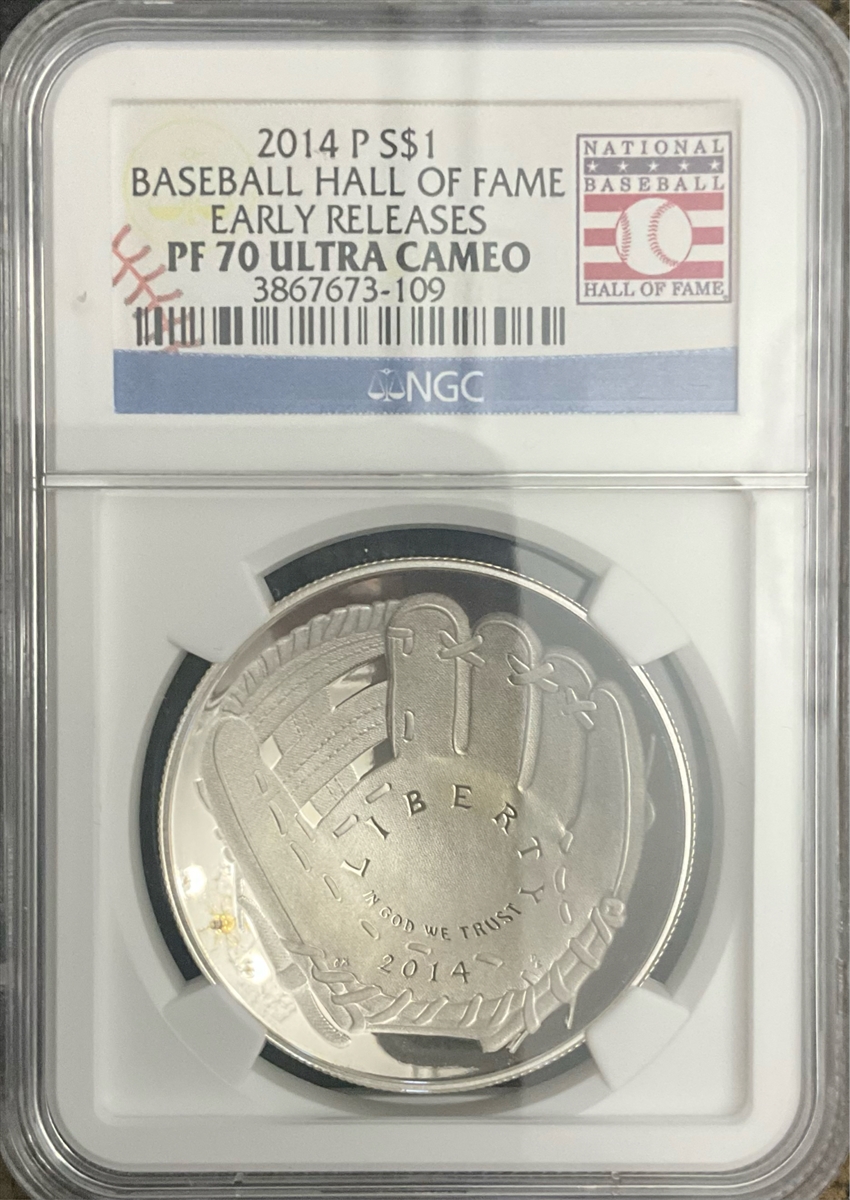 2014 P S$1
BASEBALL HALL OF FAME
EARLY RELEASES
PF 70 ULTRA CAMEO
3867673-109
NATIONAL
BASEBALL
HALL OF FAME
NGC
LIBERTY
IN GOD WE TRUST
2014